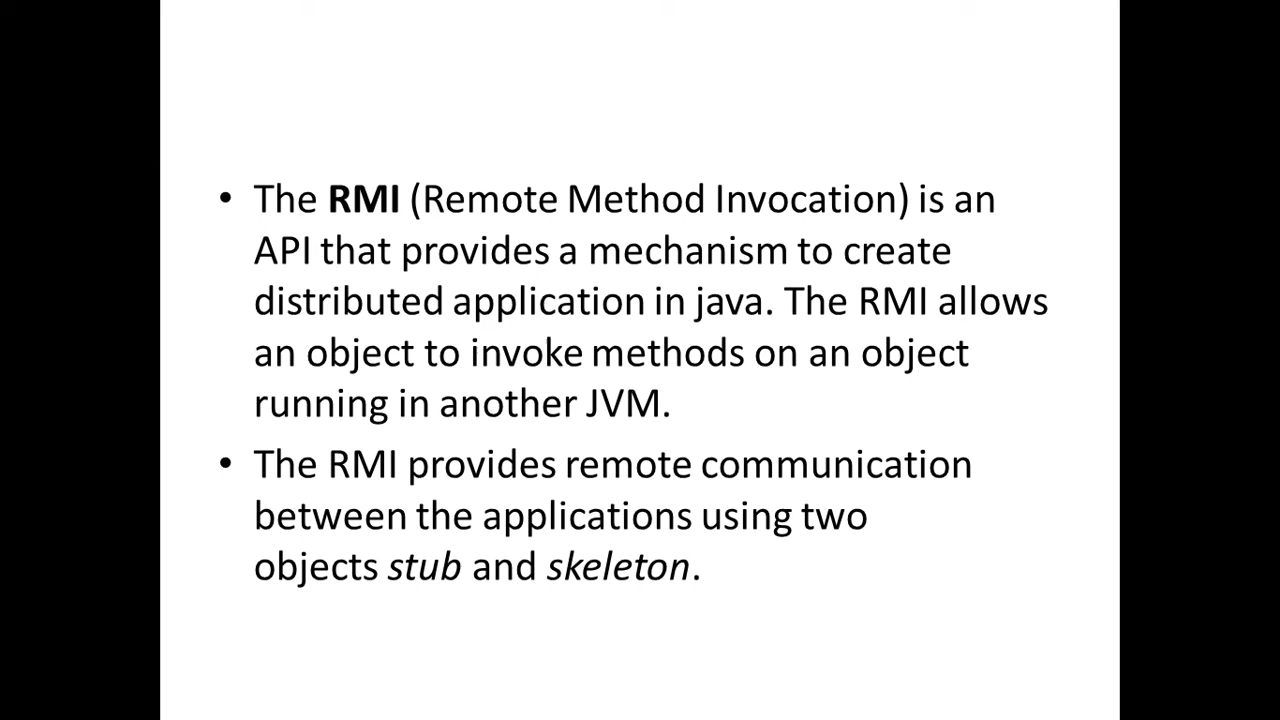 • The RMI (Remote Method Invocation) is an
API that provides a mechanism to create
distributed application in java. The RMI allows
an object to invoke methods on an object
running in another JVM.
• The RMI provides remote communication
between the applications using two
objects stub and skeleton.